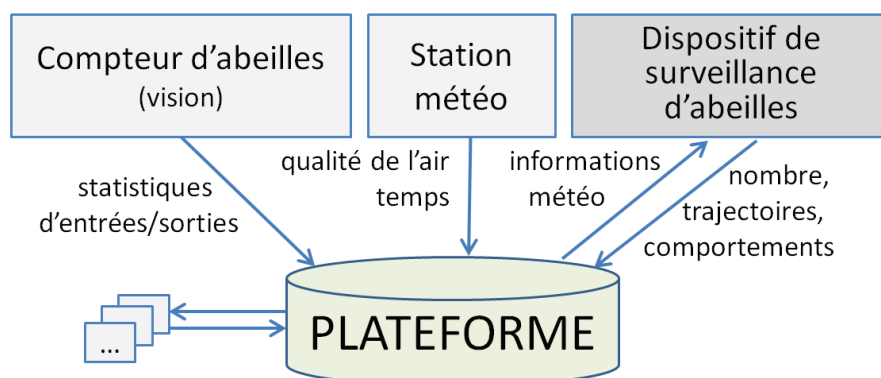 Compteur d’abeilles
(vision)
Station
météo
Dispositif de
surveillance
d’abeilles
statistiques
d’entrées/sorties
qualité de l’air
temps
informations
météo
nombre,
trajectoires,
comportements
...
PLATEFORME